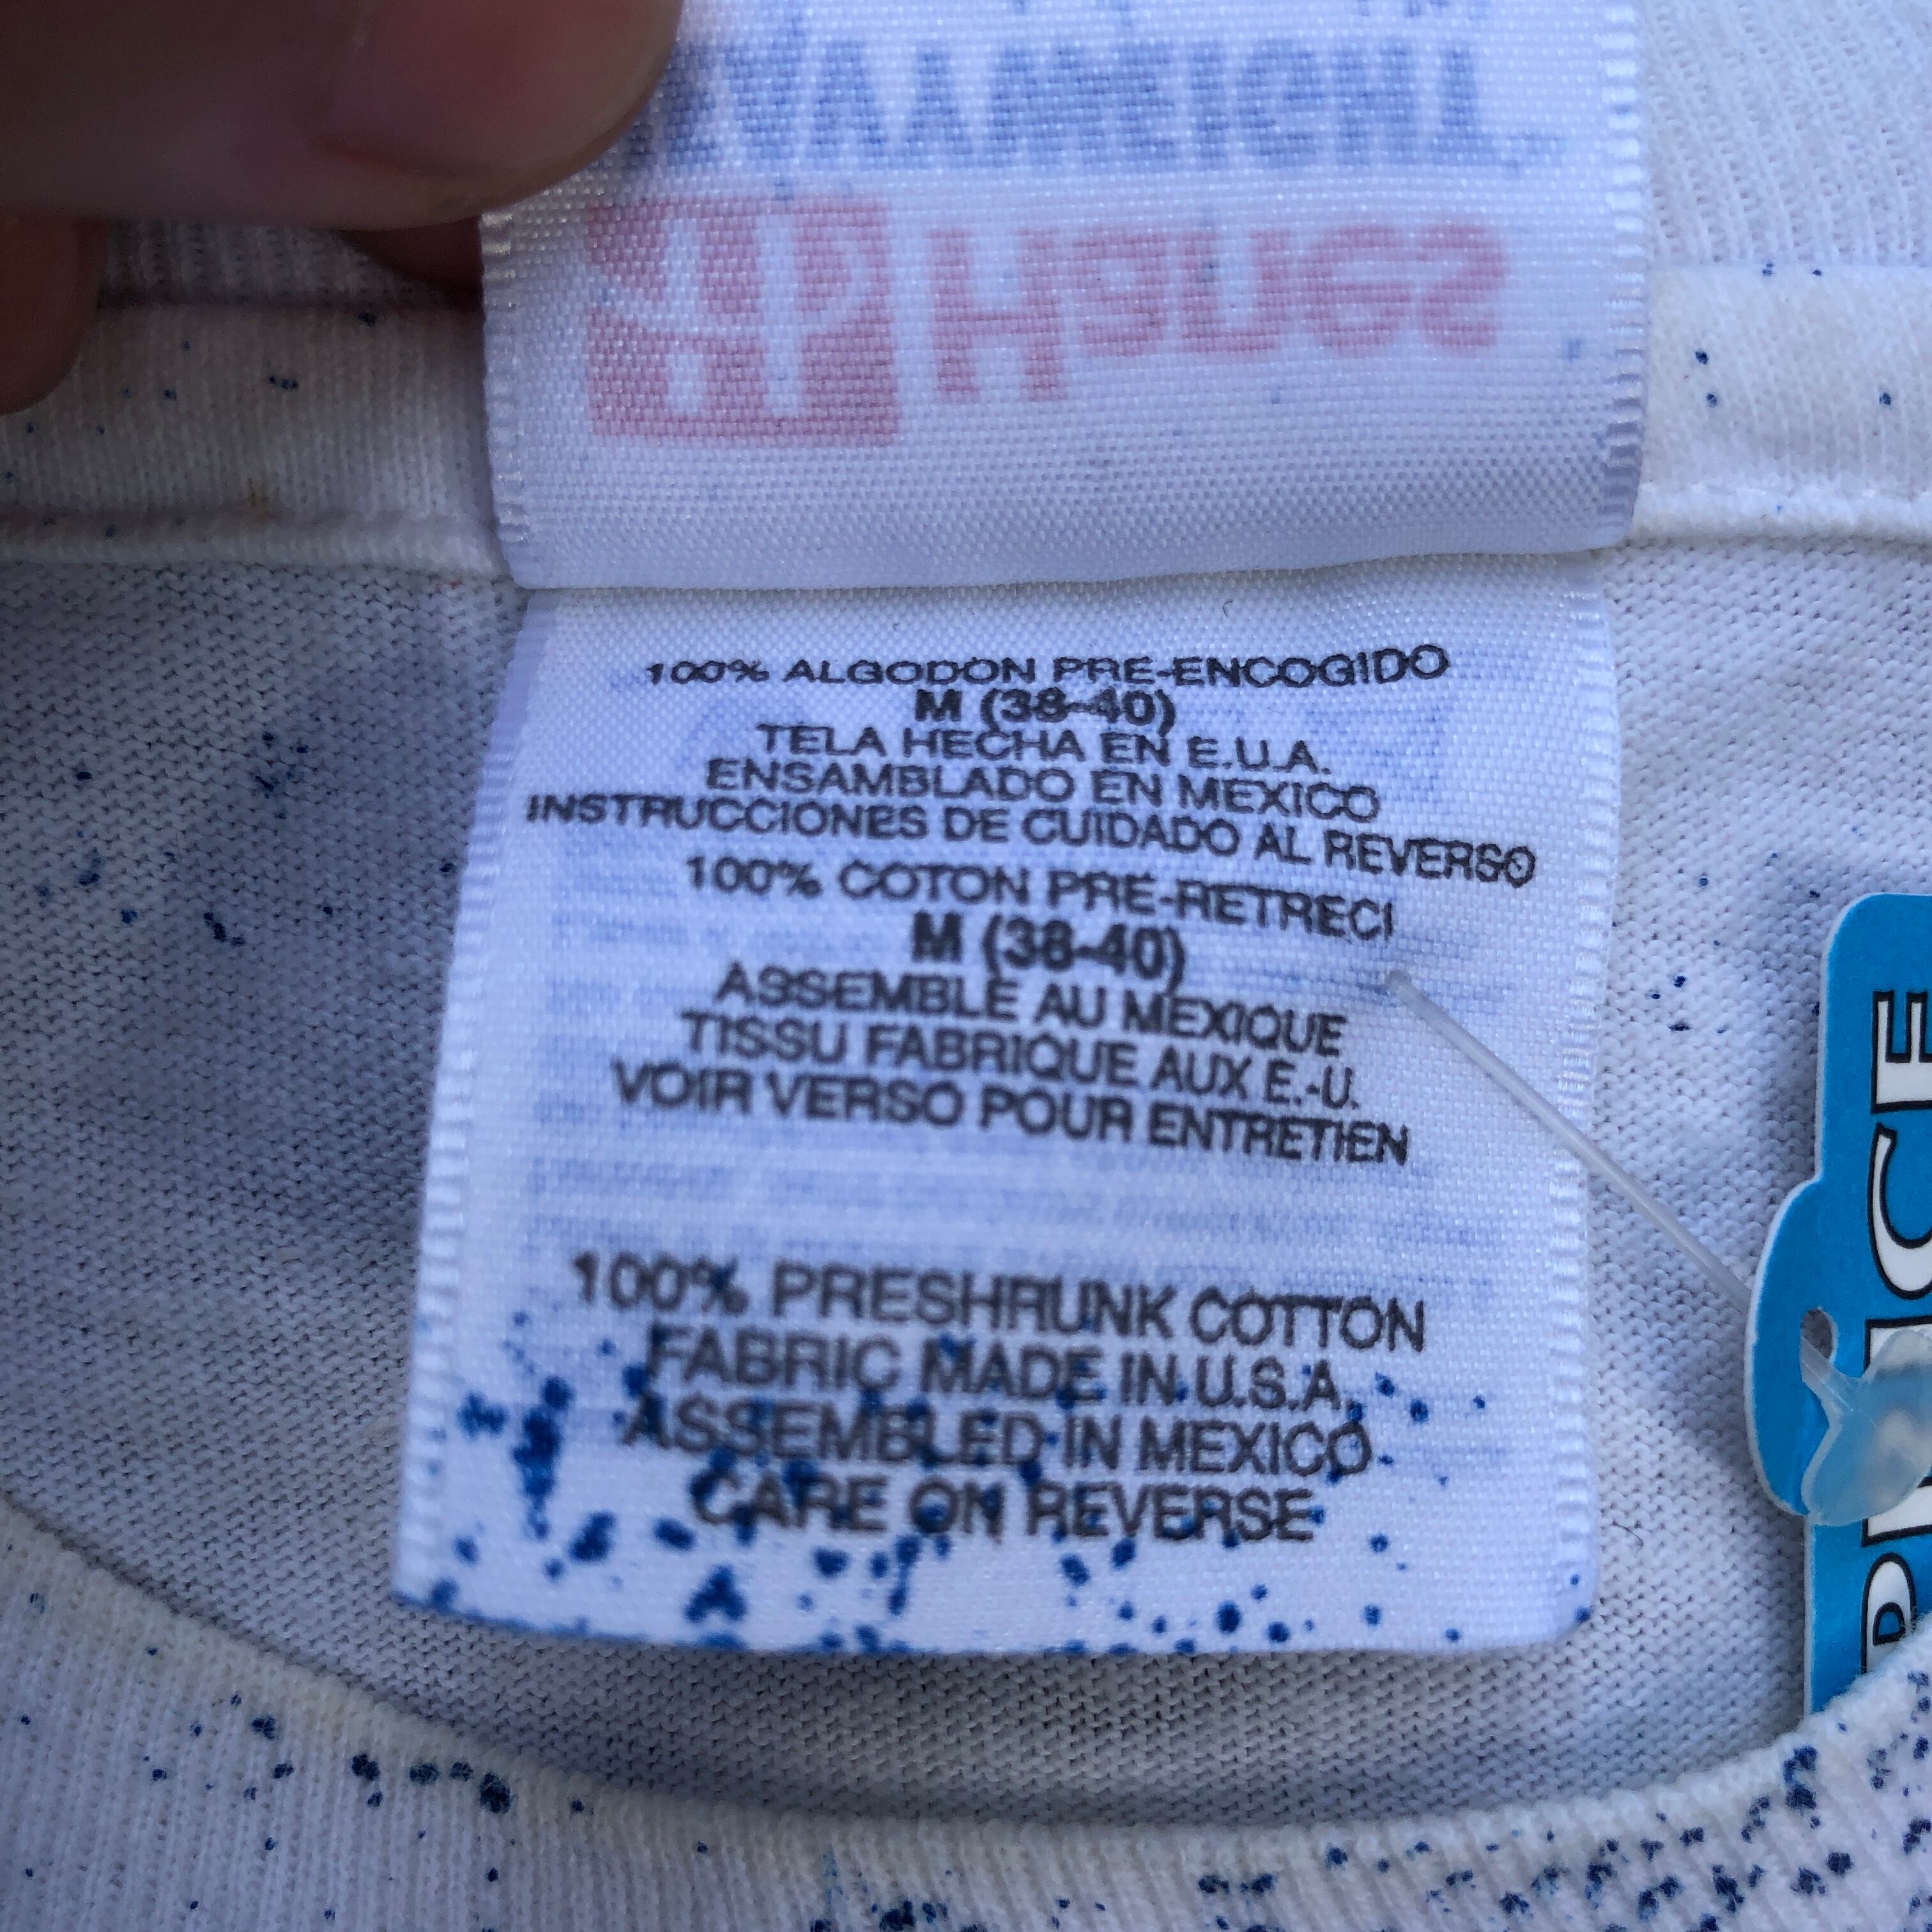 Hanes
100% ALGODON PRE-ENCOGIDO
M (38-40)
TELA HECHA EN E.U.A.
ENSAMBLADO EN MEXICO
INSTRUCCIONES DE CUIDADO AL REVERSO
100% COTON PRE-RETRECI
M (38-40)
ASSEMBLE AU MEXIQUE
TISSU FABRIQUE AUX E.-U.
VOIR VERSO POUR ENTRETIEN
100% PRESHRUNK COTTON
FABRIC MADE IN U.S.A.
ASSEMBLED IN MEXICO
CARE ON REVERSE